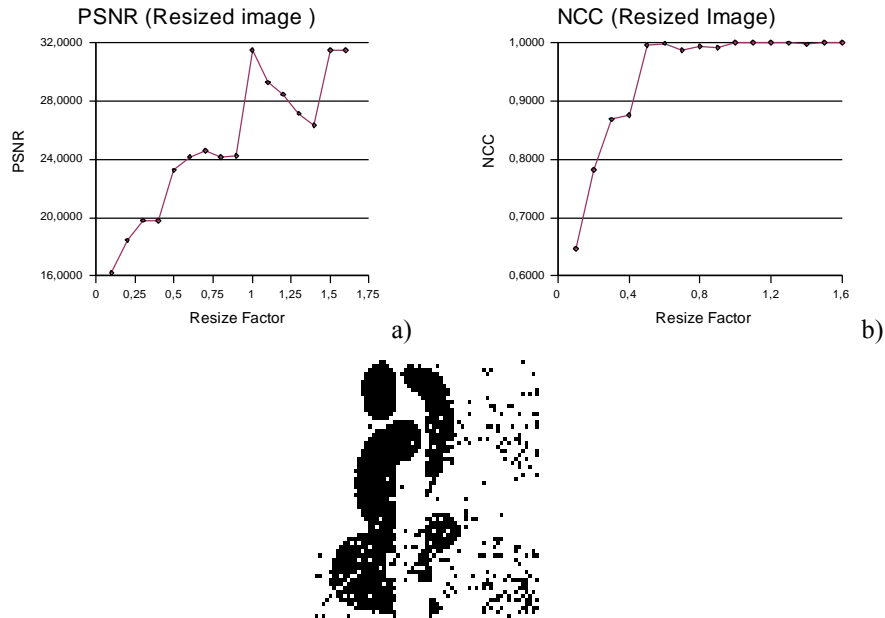 PSNR (Resized image )
32,0000
28,0000
24,0000
20,0000
16,0000
PSNR
0 0,25 0,5 0,75 1 1,25 1,5 1,75
Resize Factor
a)
NCC (Resized Image)
1,0000
0,9000
0,8000
0,7000
0,6000
NCC
0 0,4 0,8 1,2 1,6
Resize Factor
b)